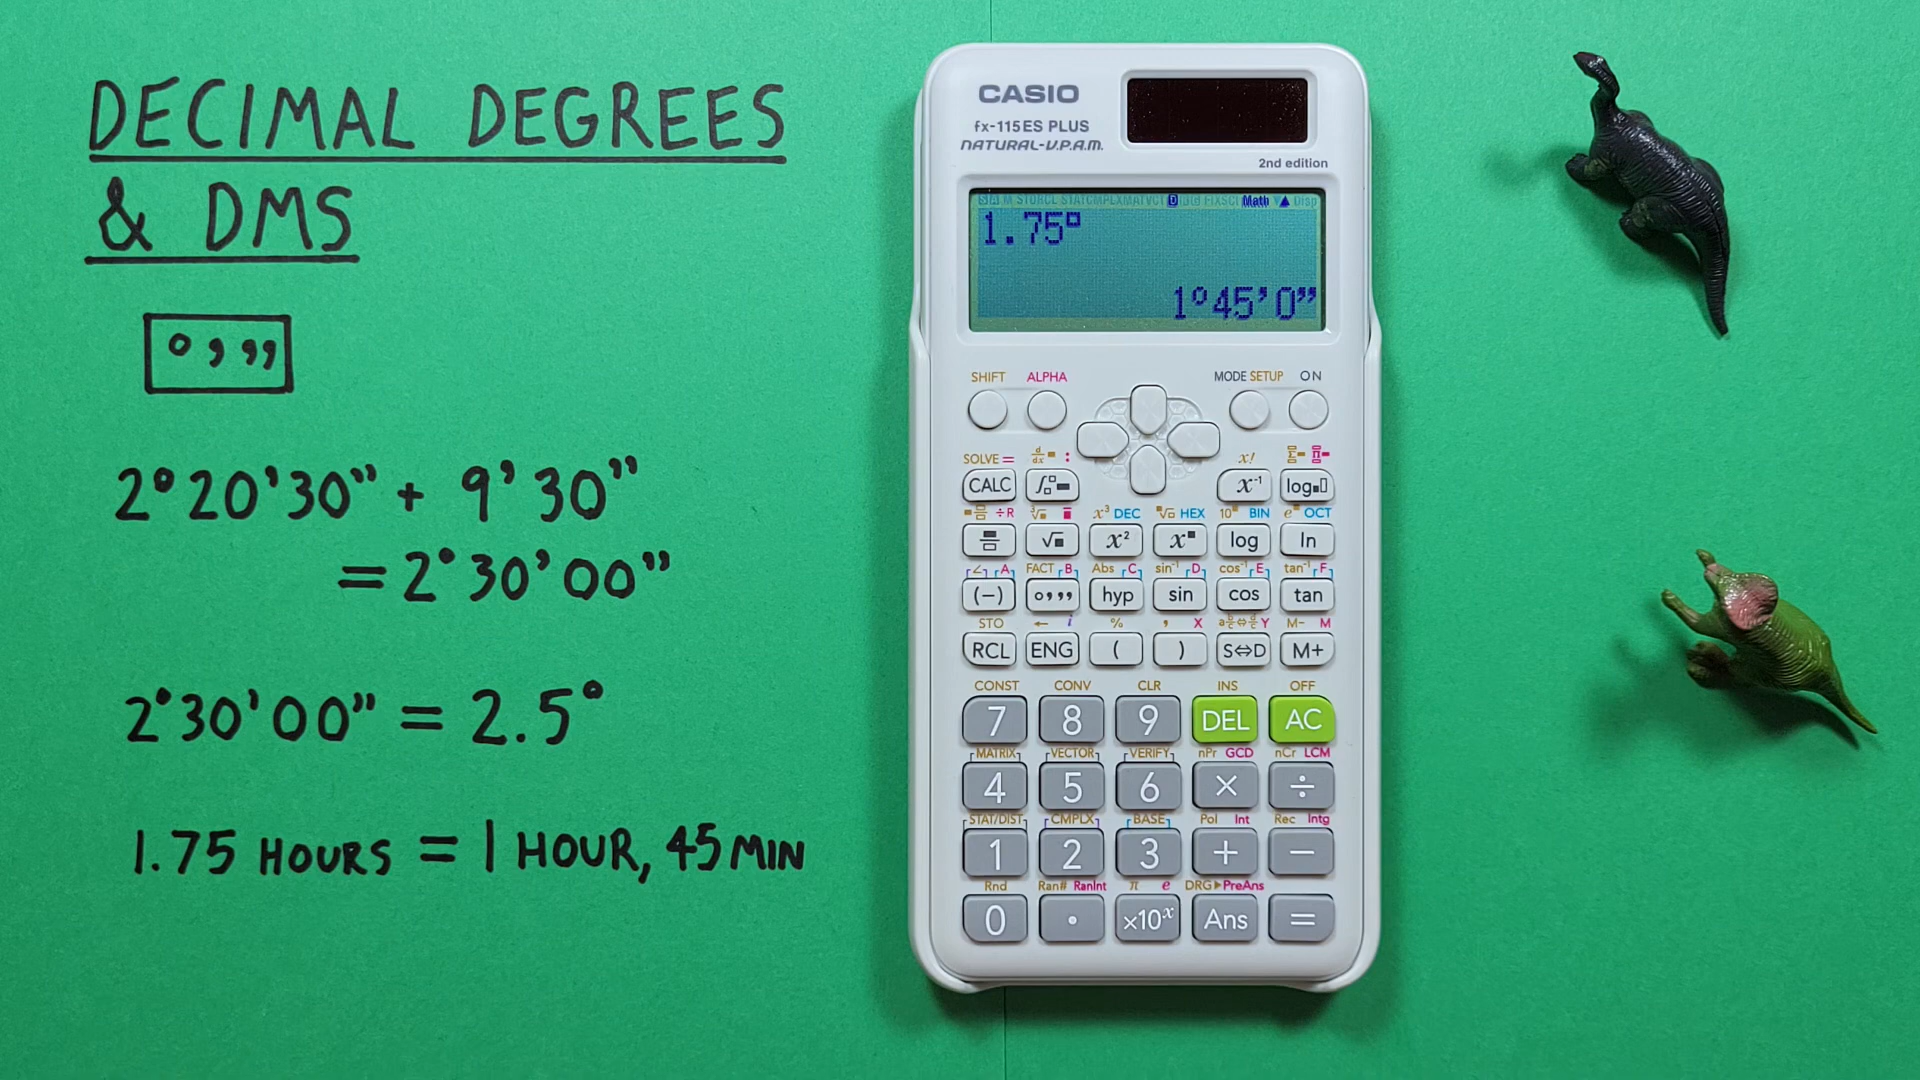 DECIMAL DEGREES
& DMS
° , ,,
2°20'30" + 9'30"
= 2°30'00"
2°30'00" = 2.5°
1.75 HOURS = 1 HOUR, 45 MIN
CASIO
fx-115ES PLUS
NATURAL-V.P.A.M.
2nd edition
Math ▲
1.75°
1°45'0"
SHIFT ALPHA MODE SETUP ON
SOLVE = d/dx :  x!
CALC ∫ x⁻¹ log
÷R x³ DEC HEX 10 BIN e OCT
√ x² x log ln
∠ A FACT B Abs C sin⁻¹ D cos⁻¹ E tan⁻¹ F
(−) ° , ,, hyp sin cos tan
STO ← i % , X Y M− M
RCL ENG ( ) S⇔D M+
CONST CONV CLR INS OFF
7 8 9 DEL AC
MATRIX VECTOR VERIFY nPr GCD nCr LCM
4 5 6 × ÷
STAT/DIST CMPLX BASE Pol Int Rec Intg
1 2 3 + −
Rnd Ran# RanInt π e DRG▶ PreAns
0 . ×10ˣ Ans =